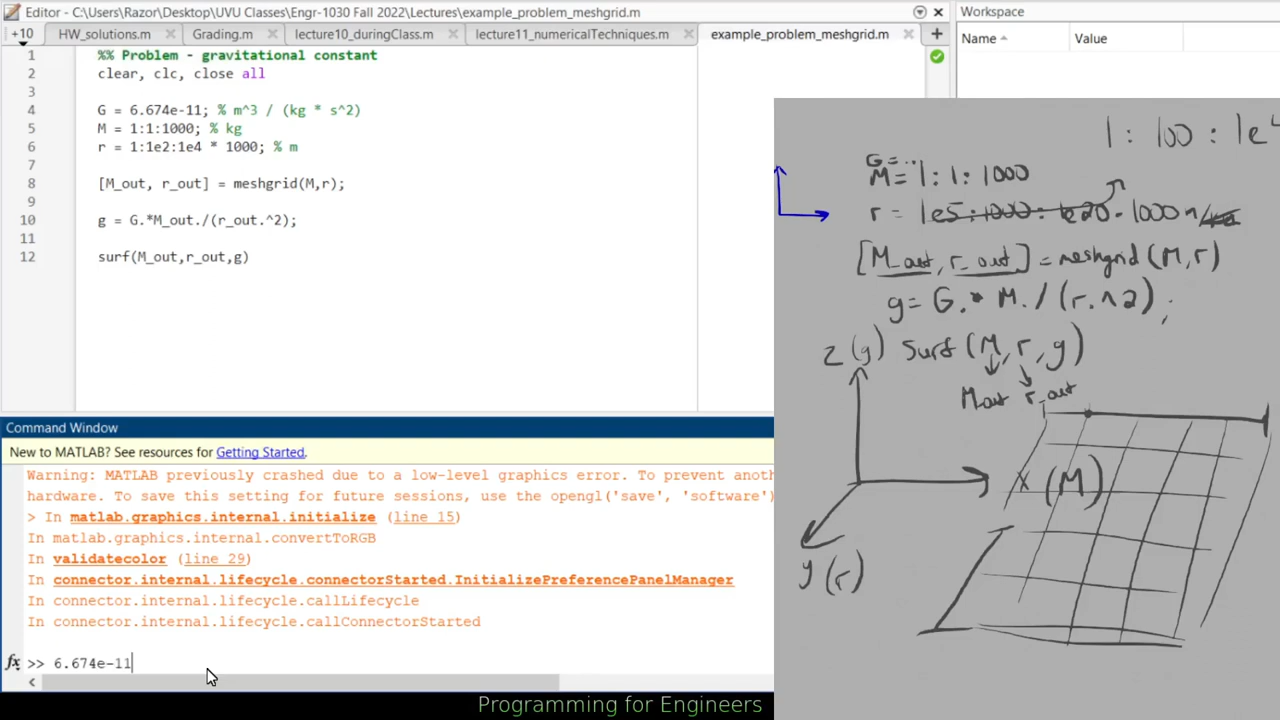 Editor - C:\Users\Razor\Desktop\UVU Classes\Engr-1030 Fall 2022\Lectures\example_problem_meshgrid.m
+10 HW_solutions.m Grading.m lecture10_duringClass.m lecture11_numericalTechniques.m example_problem_meshgrid.m
1 %% Problem - gravitational constant
2 clear, clc, close all
3
4 G = 6.674e-11; % m^3 / (kg * s^2)
5 M = 1:1:1000; % kg
6 r = 1:1e2:1e4 * 1000; % m
7
8 [M_out, r_out] = meshgrid(M,r);
9
10 g = G.*M_out./(r_out.^2);
11
12 surf(M_out,r_out,g)
Workspace
Name Value
1 : 100 : 1e4
G = ..
M = 1 : 1 : 1000
r = 1e5 : 1000 : 1e20 · 1000
[M_out, r_out] = meshgrid (M, r)
g = G.* M./(r.^2);
z (g) surf (M, r, g)
M_out r_out
x (M)
y (r)
Command Window
New to MATLAB? See resources for Getting Started.
Warning: MATLAB previously crashed due to a low-level graphics error. To prevent
hardware. To save this setting for future sessions, use the opengl('save', 'software')
> In matlab.graphics.internal.initialize (line 15)
In matlab.graphics.internal.convertToRGB
In validatecolor (line 29)
In connector.internal.lifecycle.connectorStarted.InitializePreferencePanelManager
In connector.internal.lifecycle.callLifecycle
In connector.internal.lifecycle.callConnectorStarted
fx >> 6.674e-11
Programming for Engineers